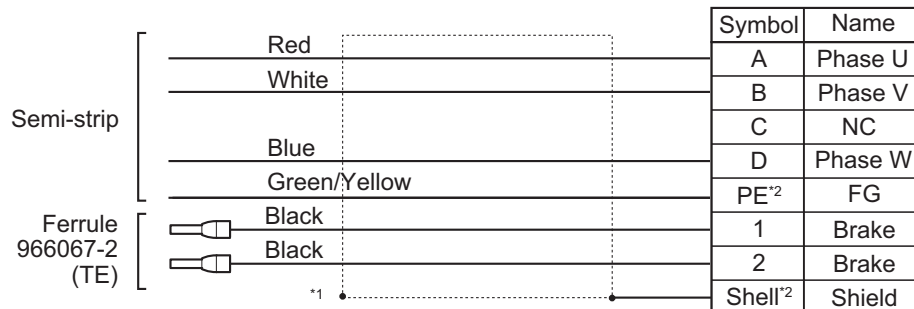 Symbol Name
Red A Phase U
White B Phase V
Semi-strip C NC
Blue D Phase W
Green/Yellow PE*2 FG
Ferrule
966067-2
(TE)
Black 1 Brake
Black 2 Brake
*1 Shell*2 Shield